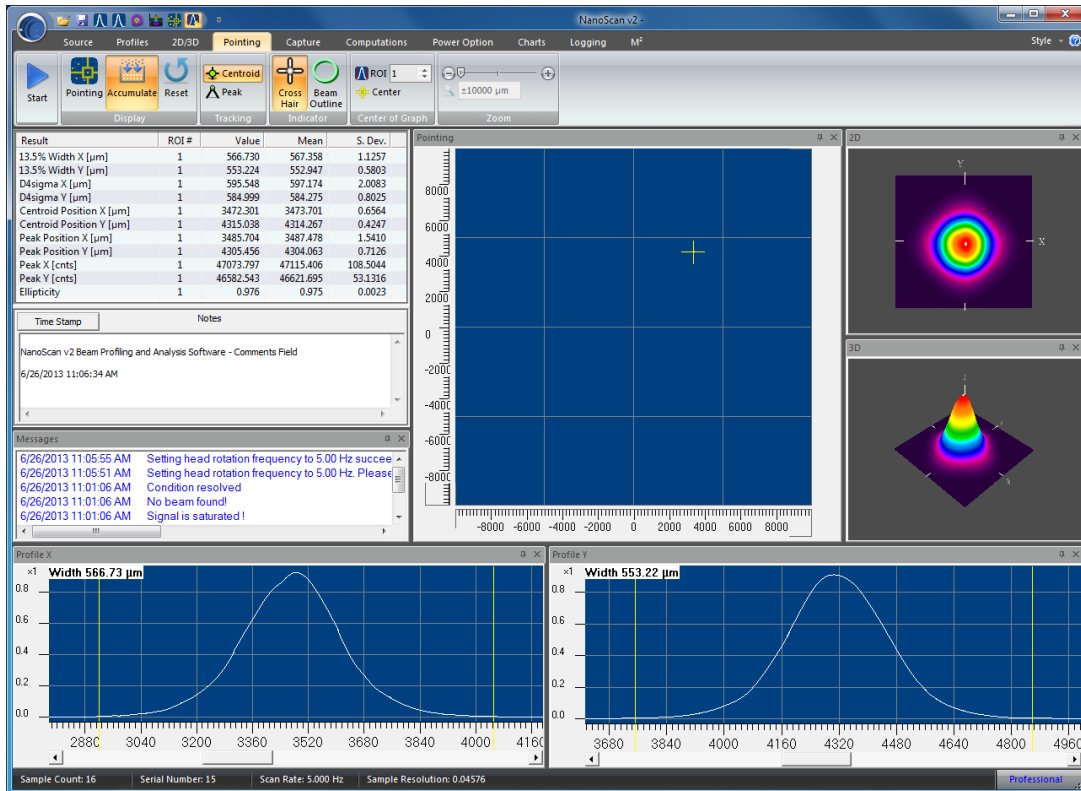 NanoScan v2 -
Source Profiles 2D/3D Pointing Capture Computations Power Option Charts Logging M²
Style
Start
Pointing Accumulate Reset
Display
Centroid
Peak
Tracking
Cross Hair Beam Outline
Indicator
ROI 1
Center
Center of Graph
±10000 µm
Zoom
Result ROI # Value Mean S. Dev.
13.5% Width X [µm] 1 566.730 567.358 1.1257
13.5% Width Y [µm] 1 553.224 552.947 0.5803
D4sigma X [µm] 1 595.548 597.174 2.0083
D4sigma Y [µm] 1 584.999 584.275 0.8025
Centroid Position X [µm] 1 3472.301 3473.701 0.6564
Centroid Position Y [µm] 1 4315.038 4314.267 0.4247
Peak Position X [µm] 1 3485.704 3487.478 1.5410
Peak Position Y [µm] 1 4305.456 4304.063 0.7126
Peak X [cnts] 1 47073.797 47115.406 108.5044
Peak Y [cnts] 1 46582.543 46621.695 53.1316
Ellipticity 1 0.976 0.975 0.0023
Time Stamp Notes
NanoScan v2 Beam Profiling and Analysis Software - Comments Field
6/26/2013 11:06:34 AM
Messages
6/26/2013 11:05:55 AM Setting head rotation frequency to 5.00 Hz succee
6/26/2013 11:05:51 AM Setting head rotation frequency to 5.00 Hz. Please
6/26/2013 11:01:06 AM Condition resolved
6/26/2013 11:01:06 AM No beam found!
6/26/2013 11:01:06 AM Signal is saturated !
Pointing
8000
6000
4000
2000
0
-2000
-4000
-6000
-8000
-8000 -6000 -4000 -2000 0 2000 4000 6000 8000
2D
Y
X
3D
Profile X
×1 Width 566.73 µm
0.8
0.6
0.4
0.2
0.0
2880 3040 3200 3360 3520 3680 3840 4000 4160
Profile Y
×1 Width 553.22 µm
0.8
0.6
0.4
0.2
0.0
3680 3840 4000 4160 4320 4480 4640 4800 4960
Sample Count: 16 Serial Number: 15 Scan Rate: 5.000 Hz Sample Resolution: 0.04576 Professional